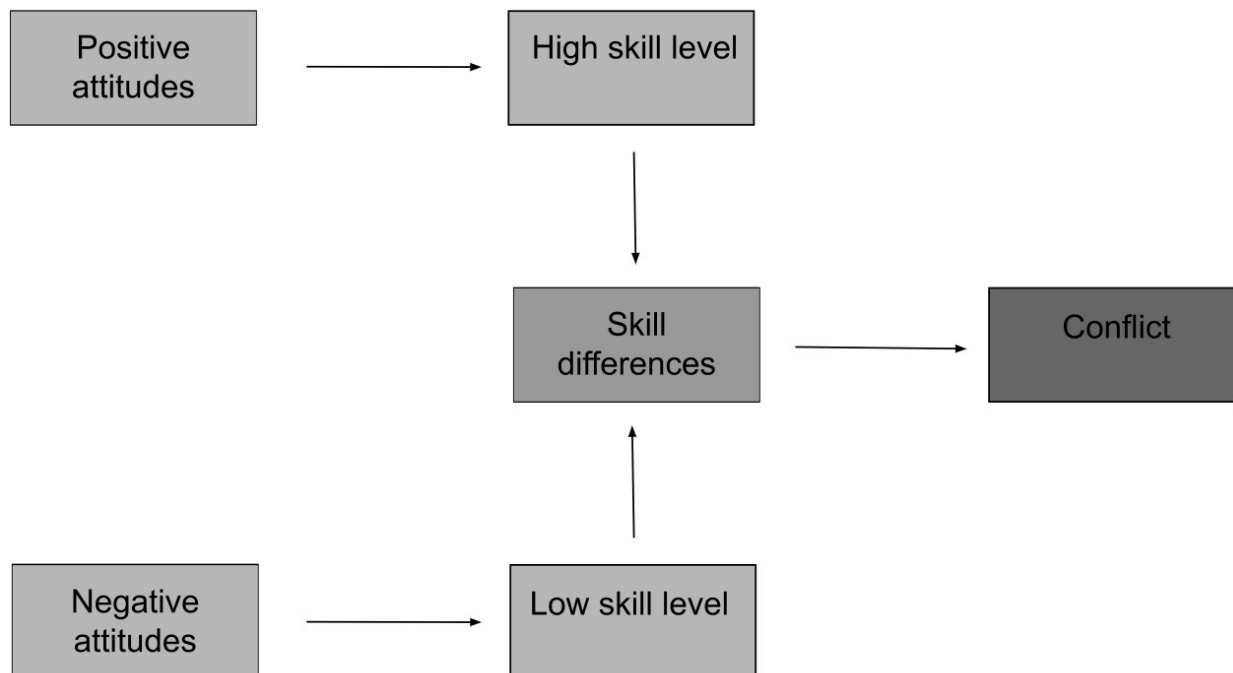 Positive
attitudes
High skill level
Skill
differences
Conflict
Negative
attitudes
Low skill level